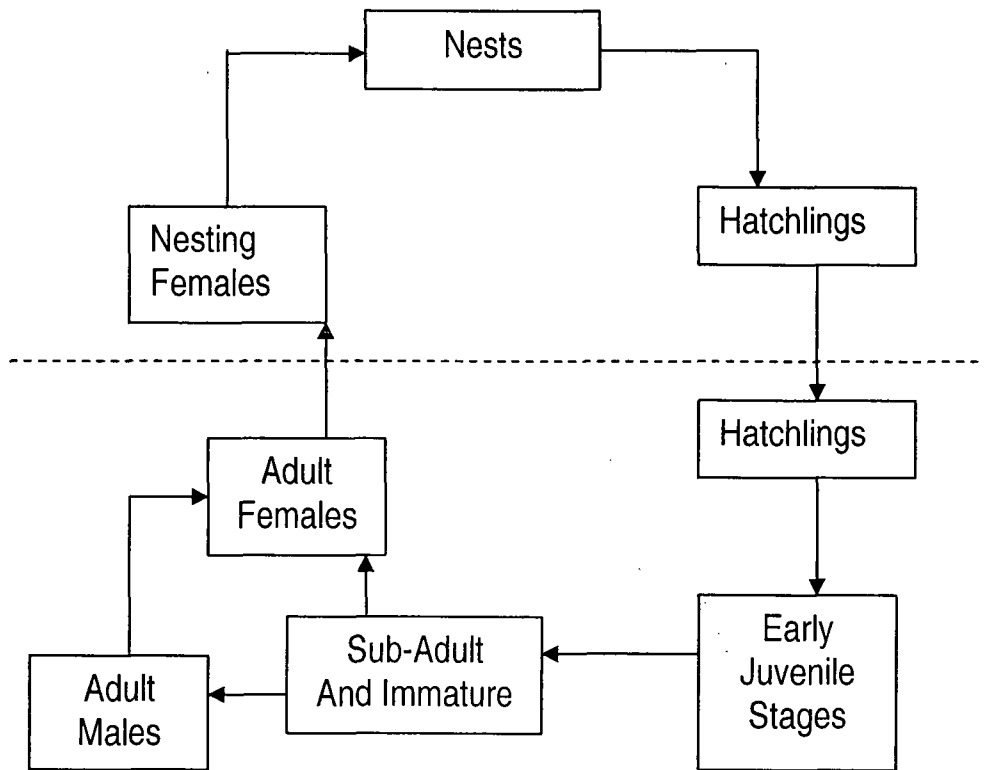 Nests
Nesting
Females
Hatchlings
Hatchlings
Adult
Females
Early
Juvenile
Stages
Sub-Adult
And Immature
Adult
Males